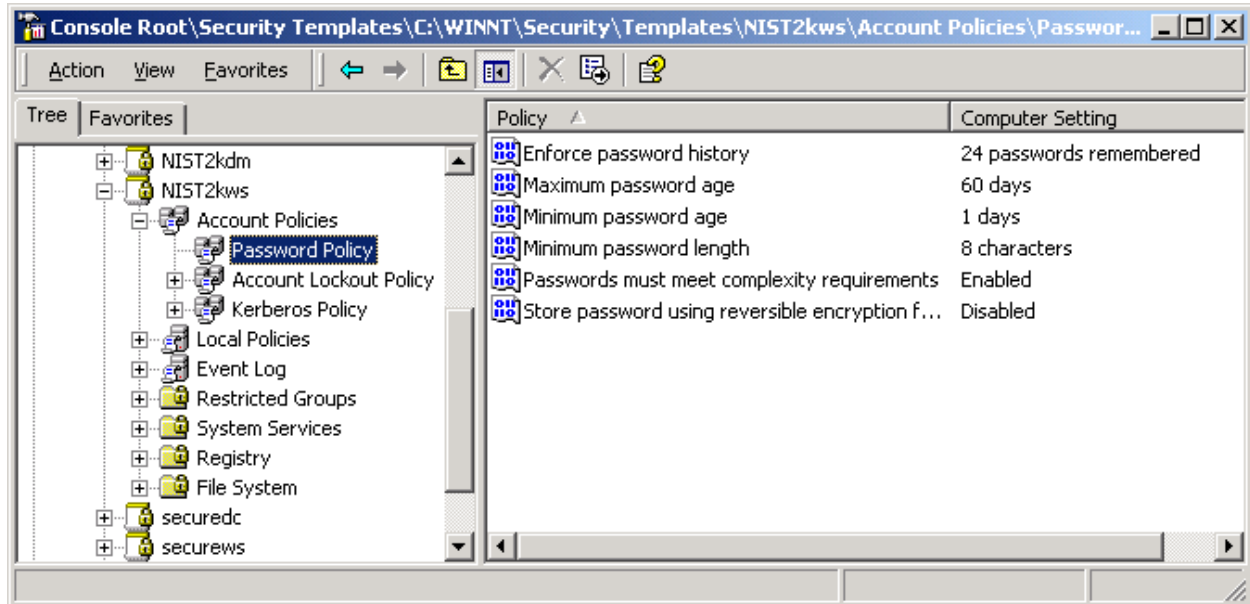 Console Root\Security Templates\C:\WINNT\Security\Templates\NIST2kws\Account Policies\Passwor...
Action View Favorites
Tree Favorites
NIST2kdm
NIST2kws
Account Policies
Password Policy
Account Lockout Policy
Kerberos Policy
Local Policies
Event Log
Restricted Groups
System Services
Registry
File System
securedc
securews
Policy Computer Setting
Enforce password history 24 passwords remembered
Maximum password age 60 days
Minimum password age 1 days
Minimum password length 8 characters
Passwords must meet complexity requirements Enabled
Store password using reversible encryption f... Disabled